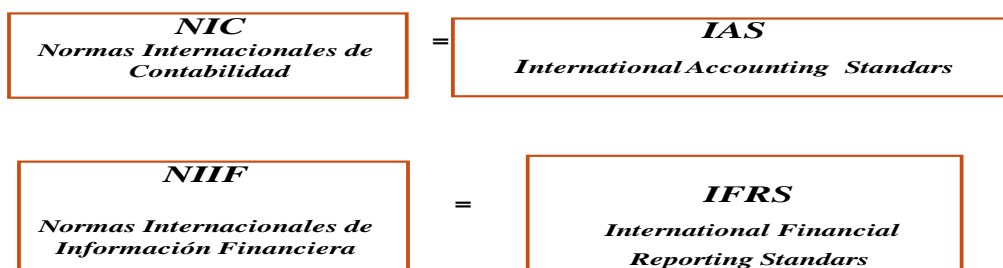 NIC
Normas Internacionales de
Contabilidad
=
IAS
International Accounting Standars
NIIF
Normas Internacionales de
Información Financiera
=
IFRS
International Financial
Reporting Standars